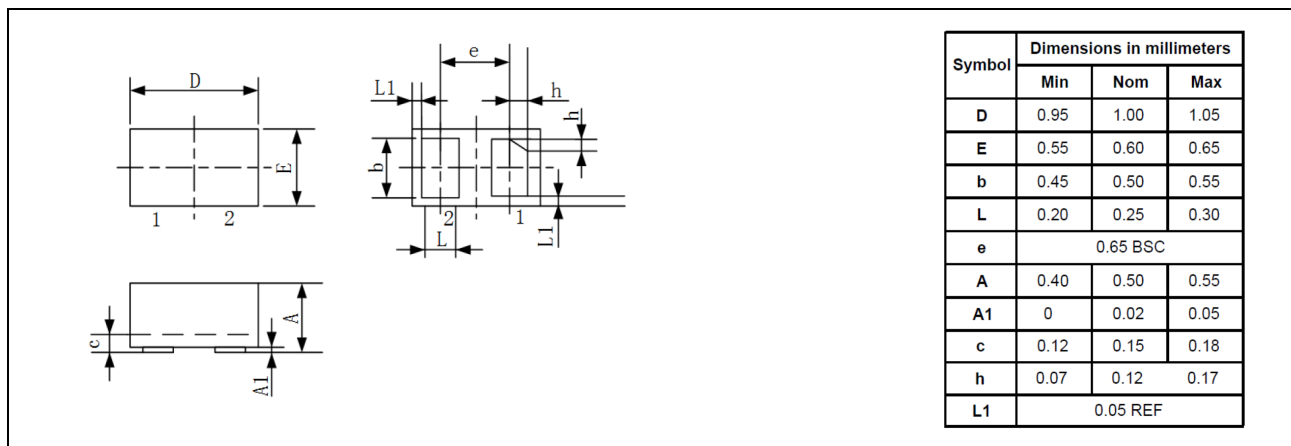 D
E
1 2
e
L1
h
h
b
2 1
L
L1
A
c
A1
Symbol Dimensions in millimeters
Min Nom Max
D 0.95 1.00 1.05
E 0.55 0.60 0.65
b 0.45 0.50 0.55
L 0.20 0.25 0.30
e 0.65 BSC
A 0.40 0.50 0.55
A1 0 0.02 0.05
c 0.12 0.15 0.18
h 0.07 0.12 0.17
L1 0.05 REF